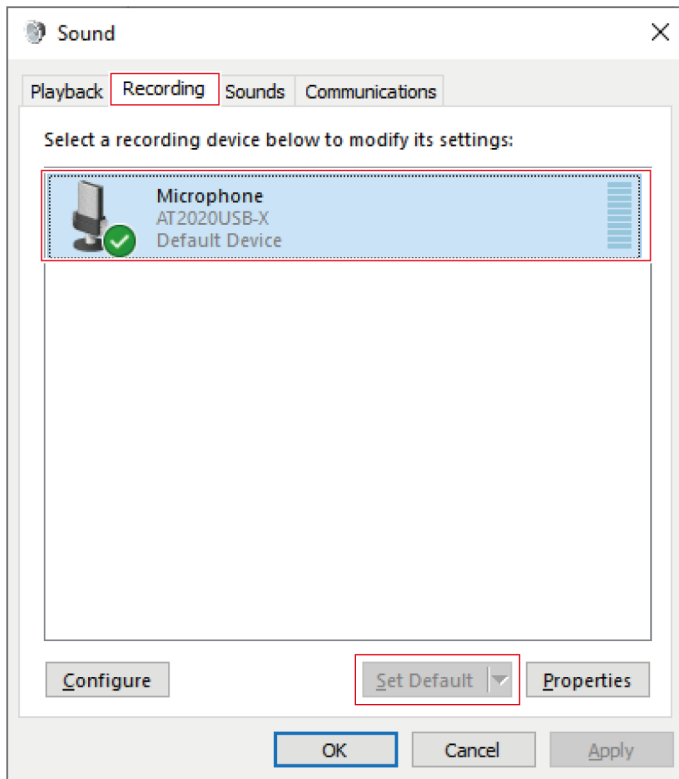 Sound
Playback Recording Sounds Communications
Select a recording device below to modify its settings:
Microphone
AT2020USB-X
Default Device
Configure Set Default Properties
OK Cancel Apply